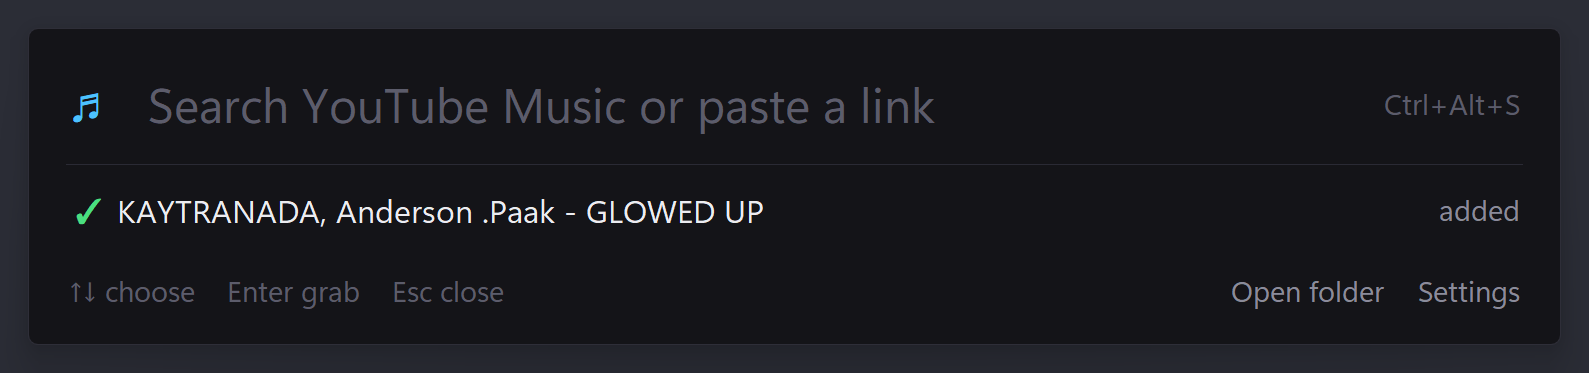 Search YouTube Music or paste a link Ctrl+Alt+S
✓ KAYTRANADA, Anderson .Paak - GLOWED UP added
↑↓ choose Enter grab Esc close Open folder Settings